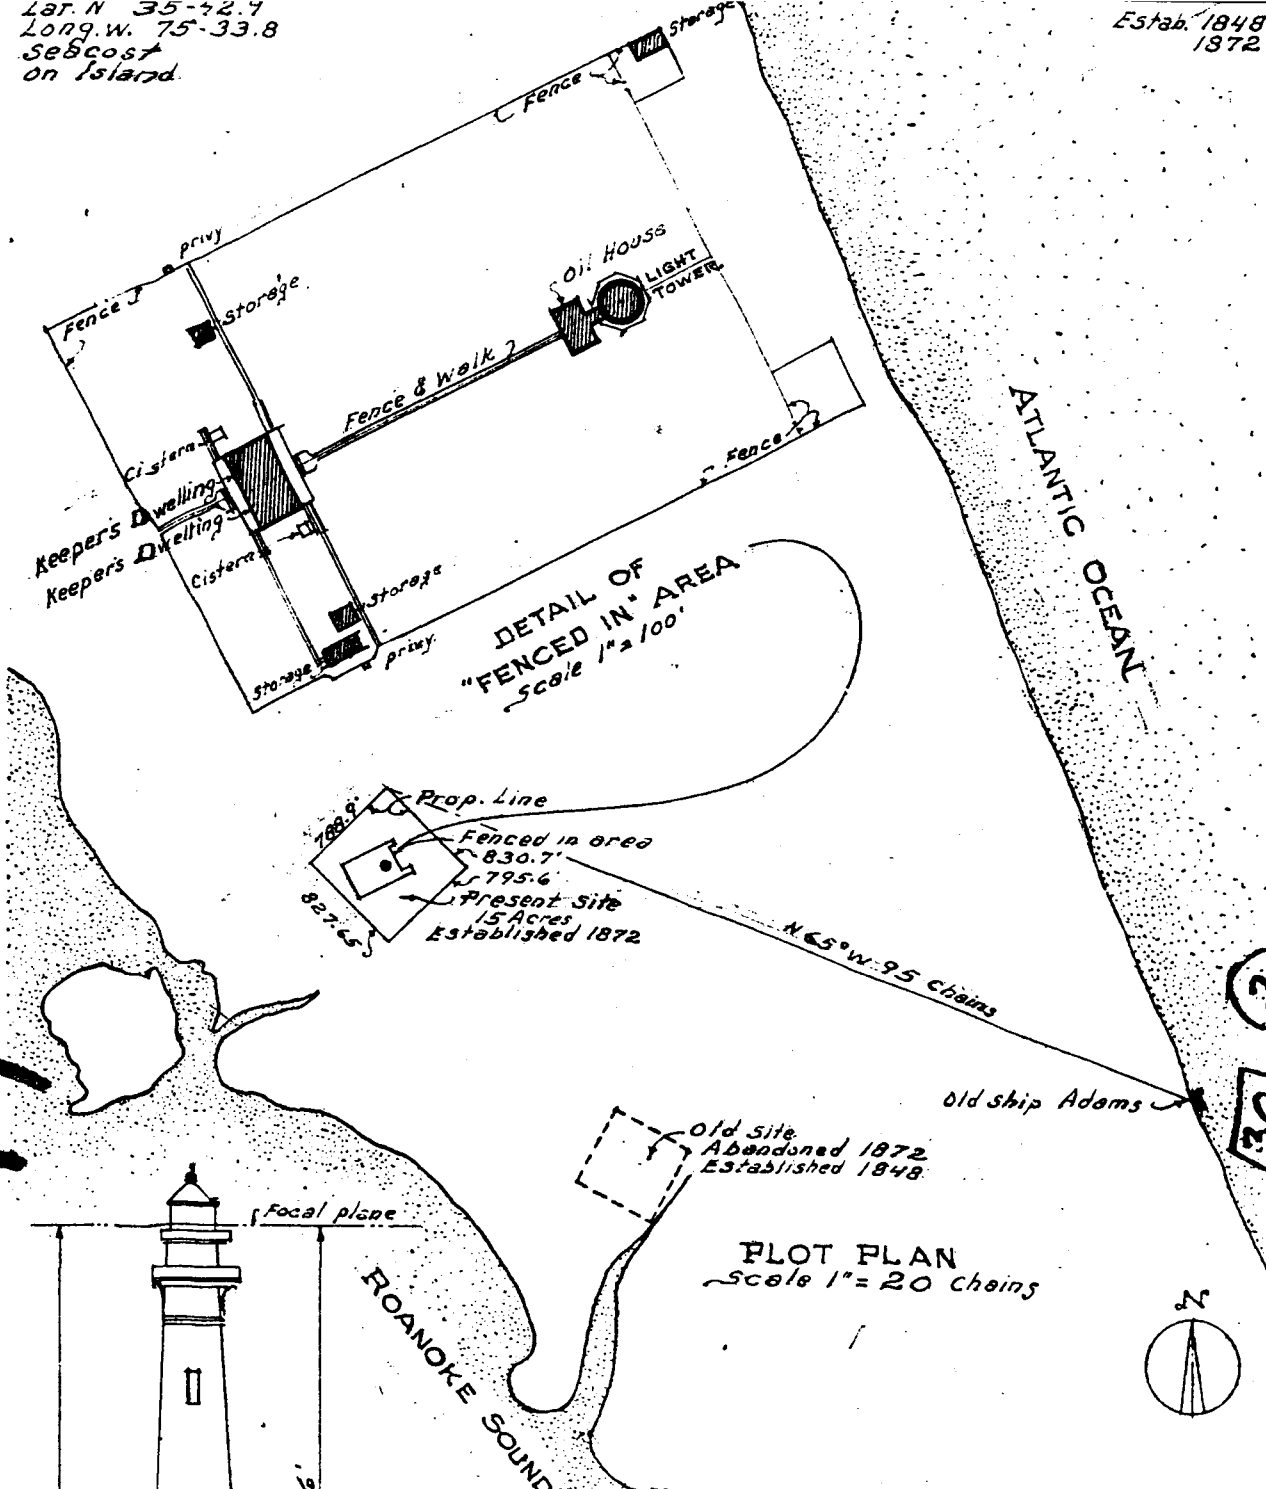 Lat. N 35-42.9
Long. W. 75-33.8
Seacost
on Island
Estab. 1848
1872
Storage
Fence
privy
Fence
Storage
Oil House
LIGHT
TOWER
Fence & Walk
Cistern
Keeper's Dwelling
Keeper's Dwelling
Cistern
Fence
Storage
Storage
privy
DETAIL OF
"FENCED IN" AREA
Scale 1" = 100'
ATLANTIC OCEAN
788.9'
Prop. Line
Fenced in area
830.7'
795.6
Present site
15 Acres
Established 1872
827.65'
N 65° W. 95 chains
Old ship Adams
Old site
Abandoned 1872
Established 1848
Focal plane
PLOT PLAN
Scale 1" = 20 chains
ROANOKE SOUND
N